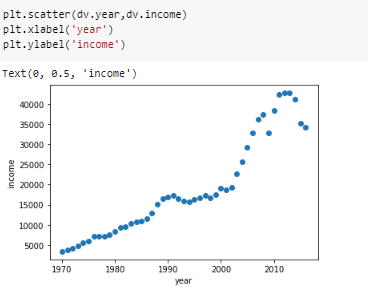 plt.scatter(dv.year,dv.income)
plt.xlabel('year')
plt.ylabel('income')
Text(0, 0.5, 'income')
40000
35000
30000
25000
20000
15000
10000
5000
income
1970 1980 1990 2000 2010
year